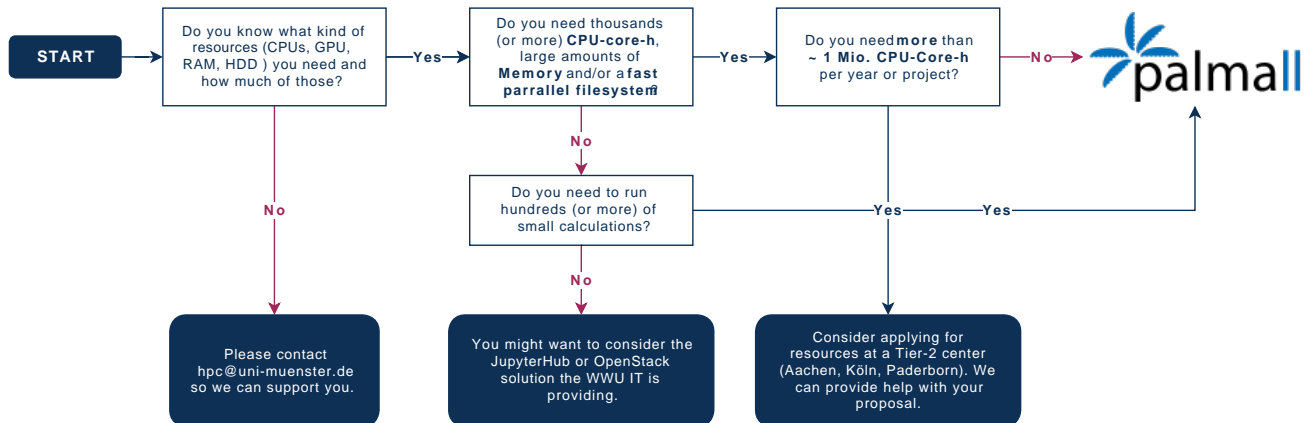 START
Do you know what kind of
resources (CPUs, GPU,
RAM, HDD ) you need and
how much of those?
Yes
Do you need thousands
(or more) CPU-core-h,
large amounts of
Memory and/or a fast
parrallel filesystem?
Yes
Do you need more than
~ 1 Mio. CPU-Core-h
per year or project?
No
palmaII
No
No
Do you need to run
hundreds (or more) of
small calculations?
Yes
Yes
No
Please contact
hpc@uni-muenster.de
so we can support you.
You might want to consider the
JupyterHub or OpenStack
solution the WWU IT is
providing.
Consider applying for
resources at a Tier-2 center
(Aachen, Köln, Paderborn). We
can provide help with your
proposal.